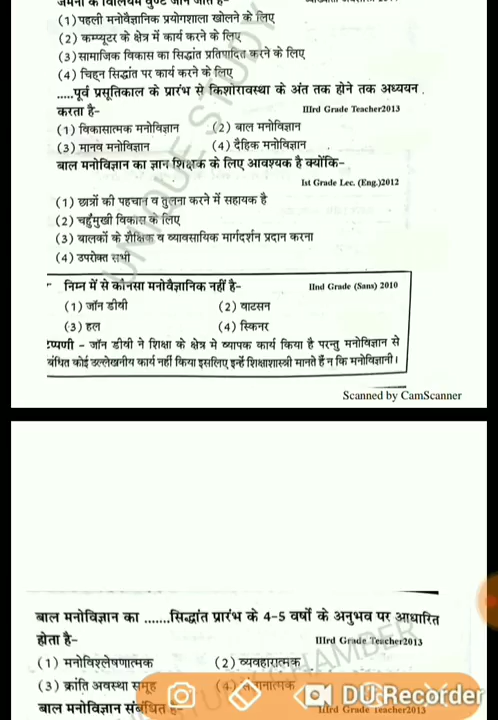 जर्मनी के विलियम वुण्ट जाने जाते है-
(1) पहली मनोवैज्ञानिक प्रयोगशाला खोलने के लिए
(2) कम्प्यूटर के क्षेत्र में कार्य करने के लिए
(3) सामाजिक विकास का सिद्धांत प्रतिपादित करने के लिए
(4) चिह्न सिद्धांत पर कार्य करने के लिए
.....पूर्व प्रसूतिकाल के प्रारंभ से किशोरावस्था के अंत तक होने तक अध्ययन
करता है- IIIrd Grade Teacher2013
(1) विकासात्मक मनोविज्ञान (2) बाल मनोविज्ञान
(3) मानव मनोविज्ञान (4) दैहिक मनोविज्ञान
बाल मनोविज्ञान का ज्ञान शिक्षक के लिए आवश्यक है क्योंकि-
Ist Grade Lec. (Eng.)2012
(1) छात्रों की पहचान व तुलना करने में सहायक है
(2) चहुँमुखी विकास के लिए
(3) बालकों के शैक्षिक व व्यावसायिक मार्गदर्शन प्रदान करना
(4) उपरोक्त सभी
निम्न में से कौनसा मनोवैज्ञानिक नहीं है- IInd Grade (Sans) 2010
(1) जॉन डीवी (2) वाटसन
(3) हल (4) स्किनर
टिप्पणी - जॉन डीवी ने शिक्षा के क्षेत्र मे व्यापक कार्य किया है परन्तु मनोविज्ञान से
बंधित कोई उल्लेखनीय कार्य नहीं किया इसलिए इन्हें शिक्षाशास्त्री मानते हैं न कि मनोविज्ञानी।
Scanned by CamScanner
बाल मनोविज्ञान का .......सिद्धांत प्रारंभ के 4-5 वर्षो के अनुभव पर आधारित
होता है- IIIrd Grade Teacher2013
(1) मनोविश्लेषणात्मक (2) व्यवहारात्मक
(3) क्रांति अवस्था समूह (4)
बाल मनोविज्ञान संबंधित है- IIIrd Grade Teacher2013
DU Recorder